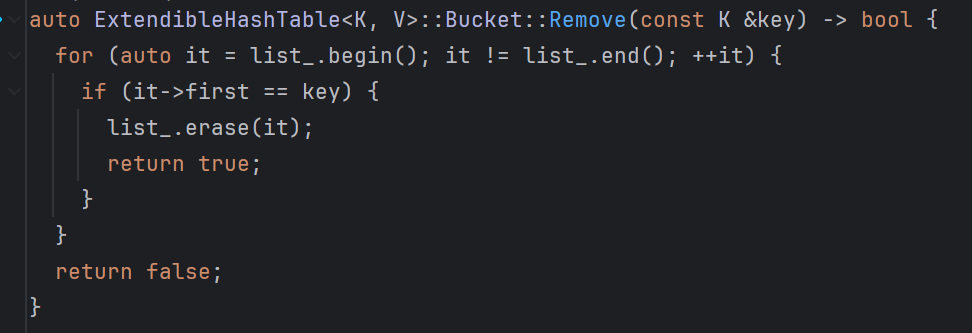 auto ExtendibleHashTable<K, V>::Bucket::Remove(const K &key) -> bool {
  for (auto it = list_.begin(); it != list_.end(); ++it) {
    if (it->first == key) {
      list_.erase(it);
      return true;
    }
  }
  return false;
}